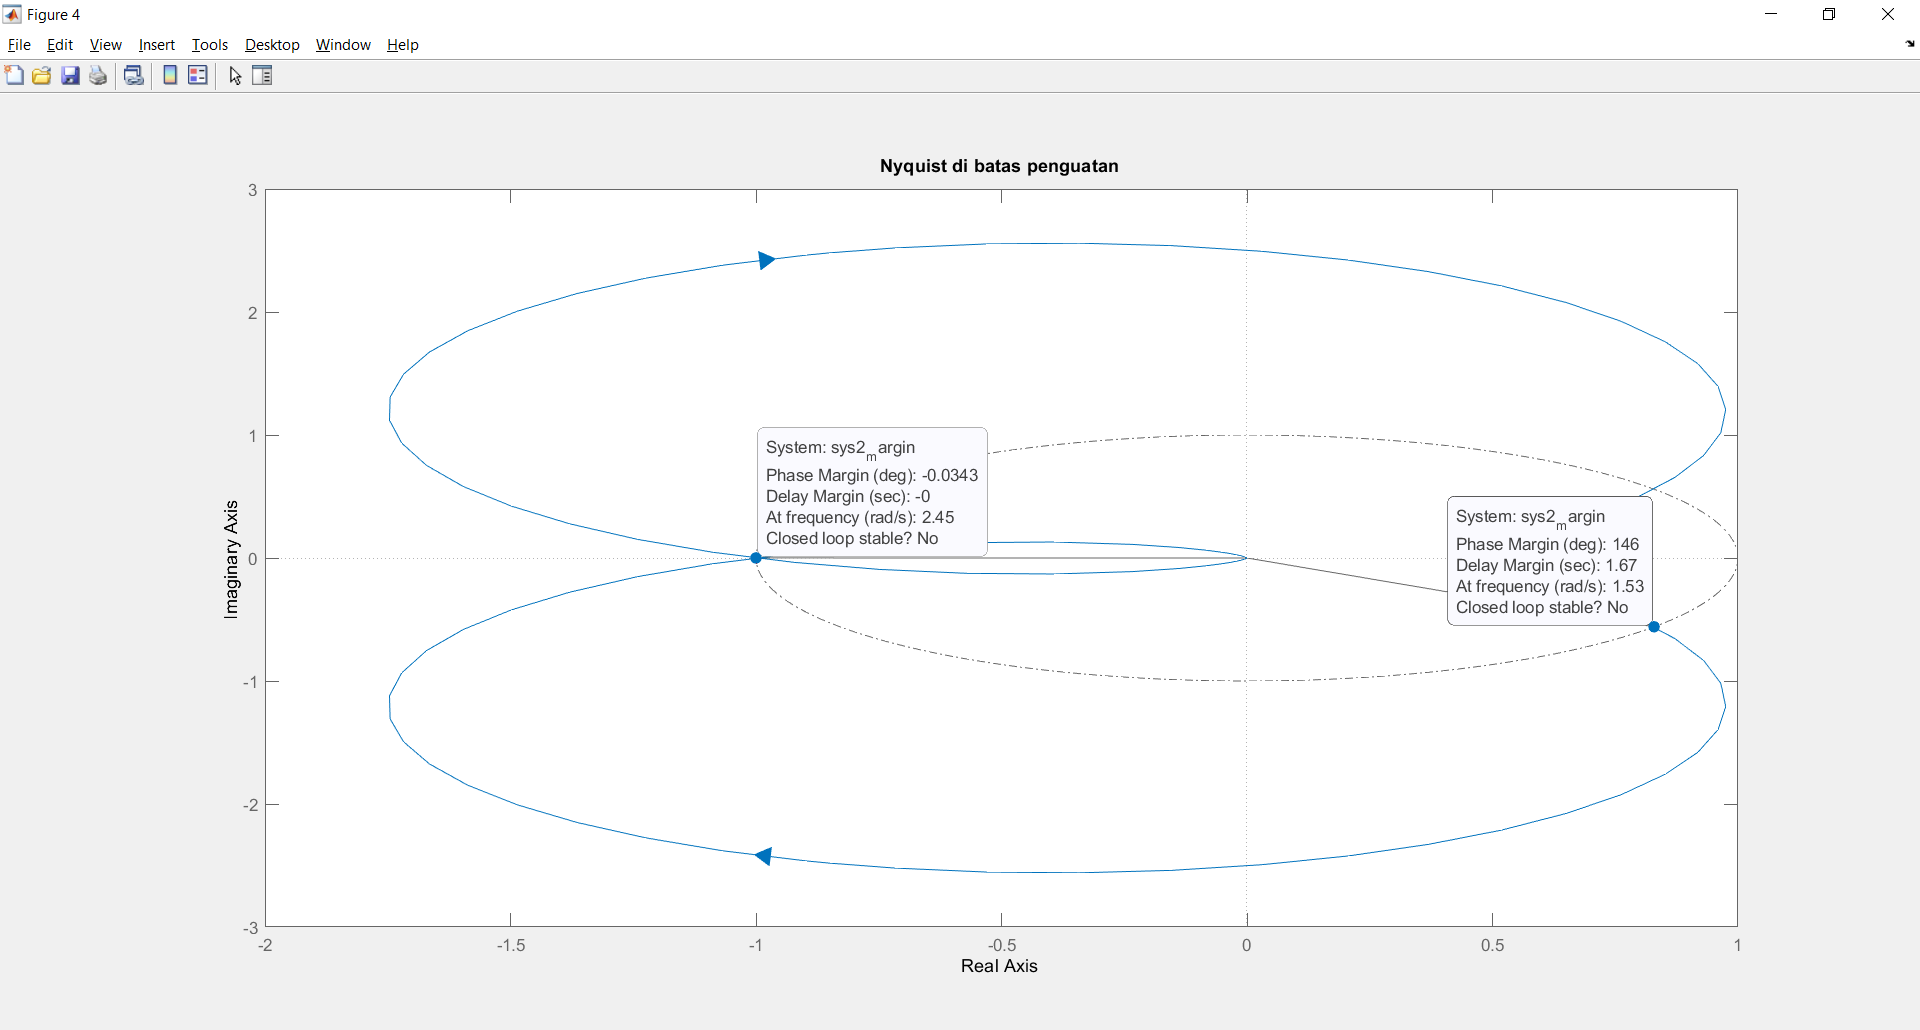 Figure 4
File Edit View Insert Tools Desktop Window Help
Nyquist di batas penguatan
3
2
1
0
-1
-2
-3
Imaginary Axis
System: sys2_margin
Phase Margin (deg): -0.0343
Delay Margin (sec): -0
At frequency (rad/s): 2.45
Closed loop stable? No
System: sys2_margin
Phase Margin (deg): 146
Delay Margin (sec): 1.67
At frequency (rad/s): 1.53
Closed loop stable? No
-2 -1.5 -1 -0.5 0 0.5 1
Real Axis